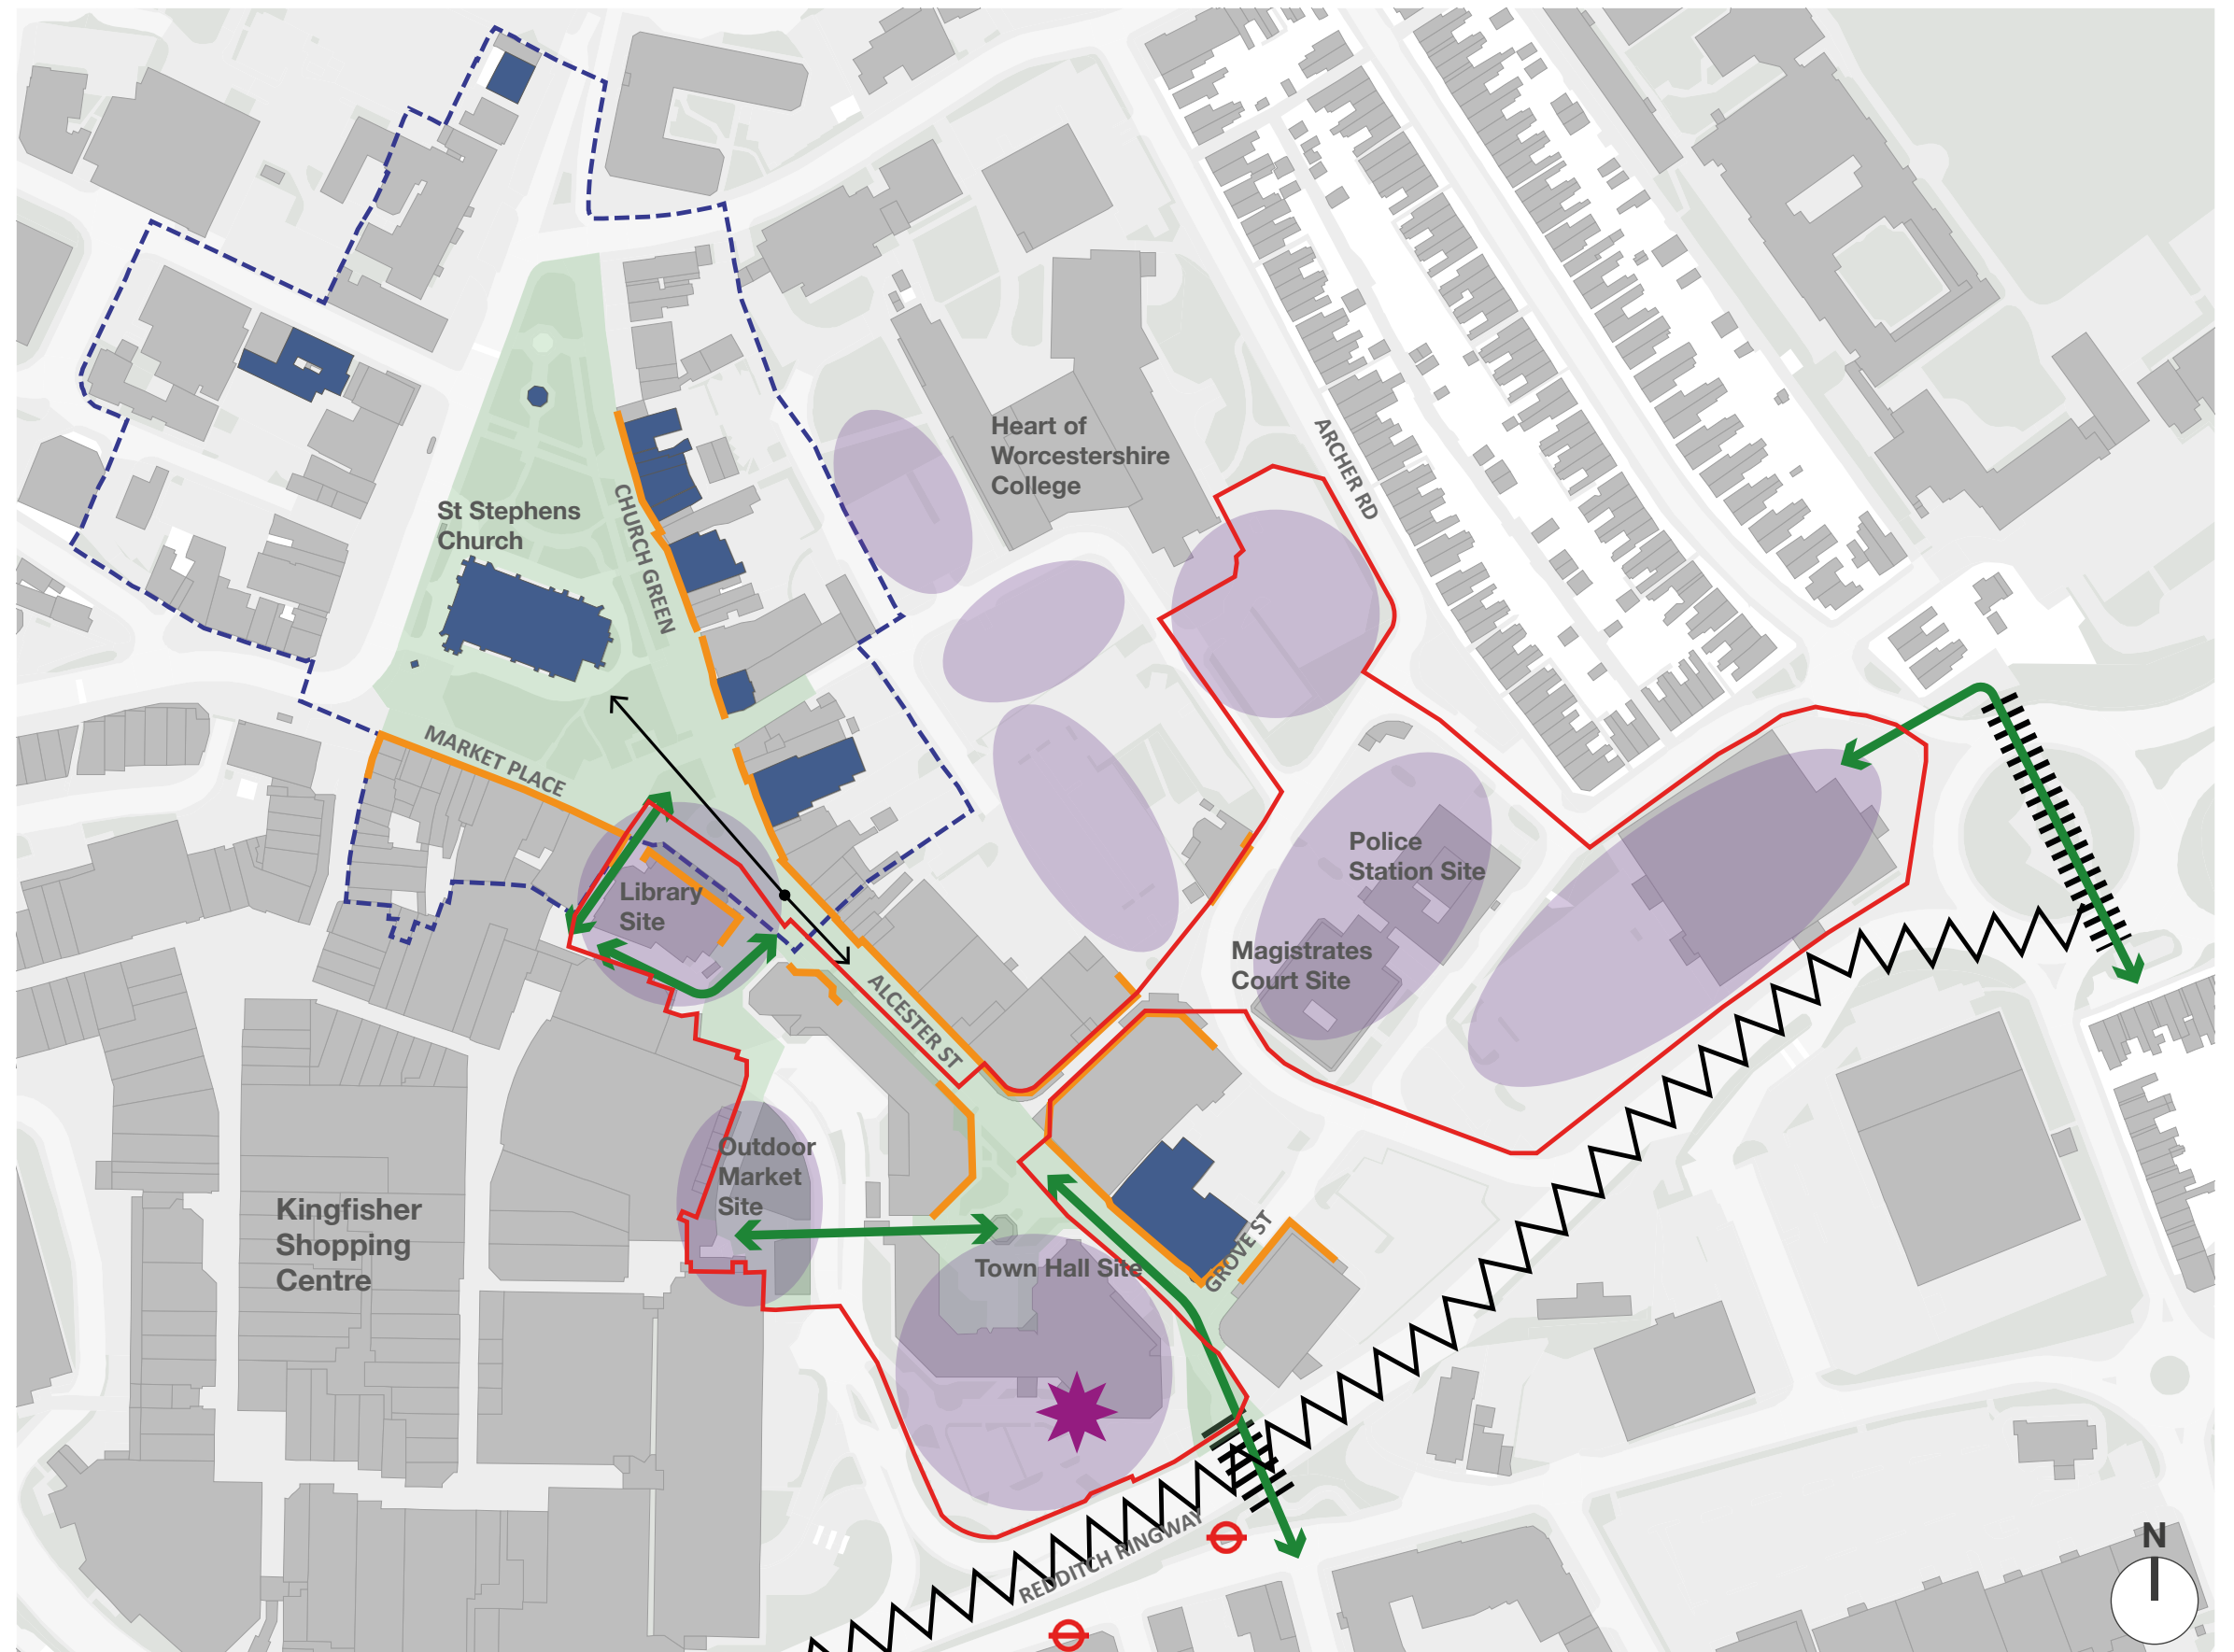 Heart of
Worcestershire
College
ARCHER RD
St Stephens
Church
CHURCH GREEN
MARKET PLACE
Police
Station Site
Library
Site
Magistrates
Court Site
ALCESTER ST
Outdoor
Market
Site
Kingfisher
Shopping
Centre
Town Hall Site
GROVE ST
REDDITCH RINGWAY
N